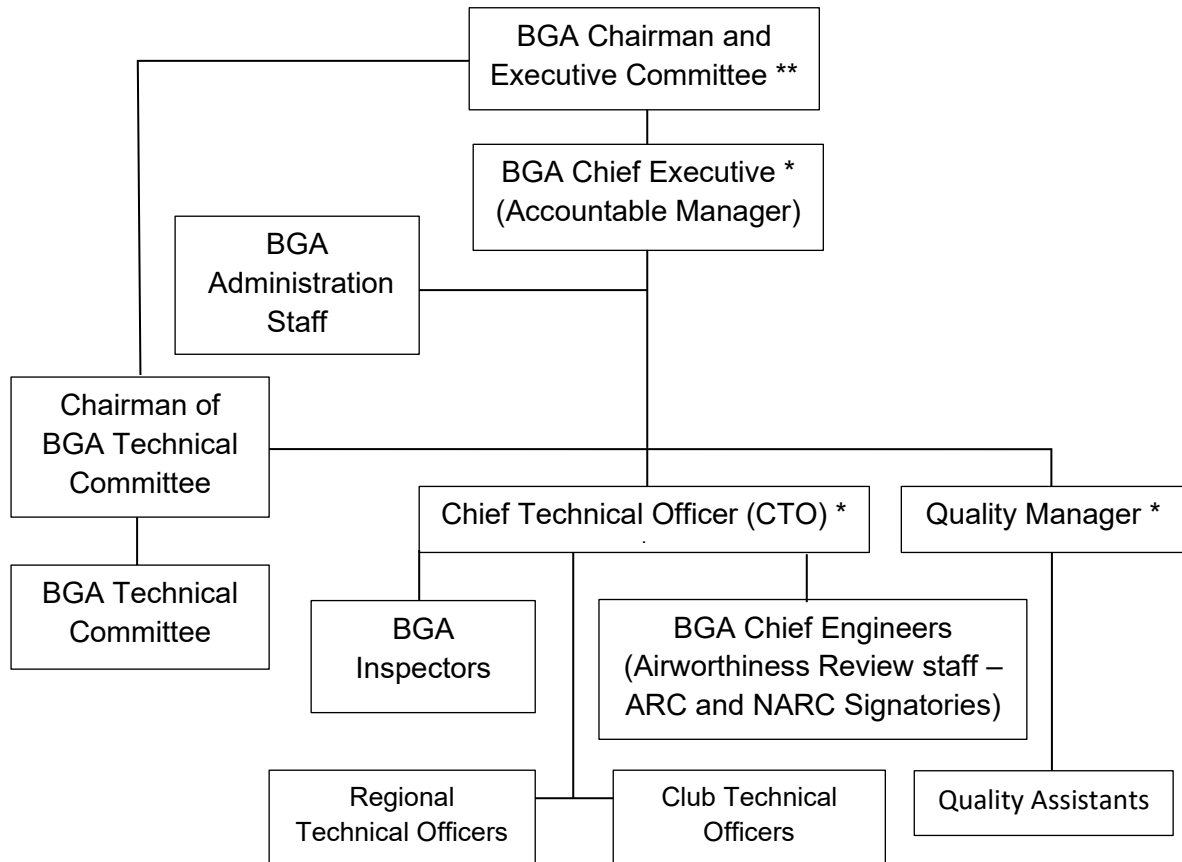 BGA Chairman and
Executive Committee **
BGA Chief Executive *
(Accountable Manager)
BGA
Administration
Staff
Chairman of
BGA Technical
Committee
Chief Technical Officer (CTO) *
.
Quality Manager *
BGA Technical
Committee
BGA
Inspectors
BGA Chief Engineers
(Airworthiness Review staff –
ARC and NARC Signatories)
Regional
Technical Officers
Club Technical
Officers
Quality Assistants